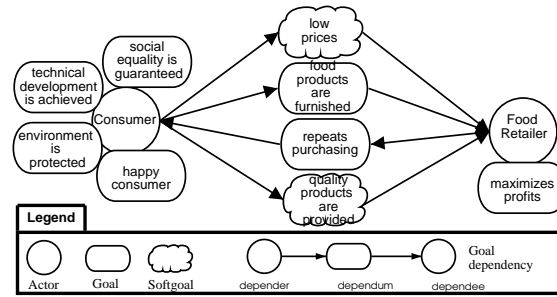 social
equality is
guaranteed
technical
development
is achieved
Consumer
environment
is
protected
happy
consumer
low
prices
food
products
are
furnished
repeats
purchasing
quality
products
are
provided
Food
Retailer
maximizes
profits
Legend
Actor
Goal
Softgoal
depender
dependum
dependee
Goal
dependency